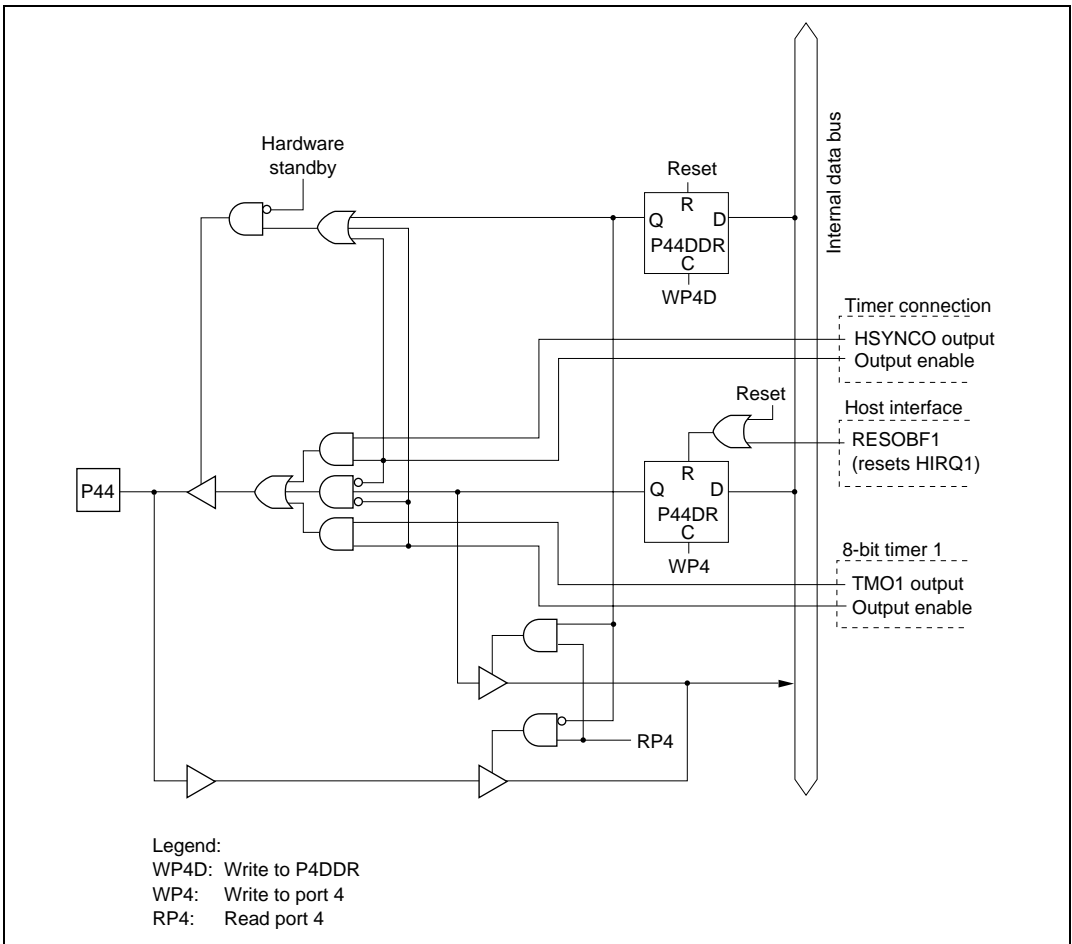 Hardware
standby
Reset
R
Q
D
P44DDR
C
WP4D
Internal data bus
Timer connection
HSYNCO output
Output enable
Reset
Host interface
RESOBF1
(resets HIRQ1)
R
Q
D
P44DR
C
WP4
P44
8-bit timer 1
TMO1 output
Output enable
RP4
Legend:
WP4D: Write to P4DDR
WP4: Write to port 4
RP4: Read port 4